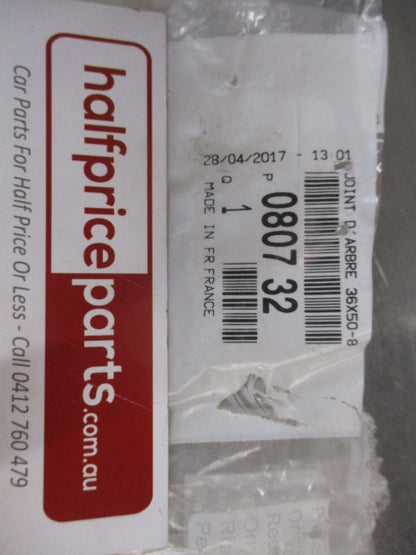 halfpriceparts.com.au
Car Parts For Half Price Or Less - Call 0412 760 479
28/04/2017 - 13:01
JOINT D'ARBRE 36X50-8
P 0807 32
Q 1
MADE IN FR FRANCE